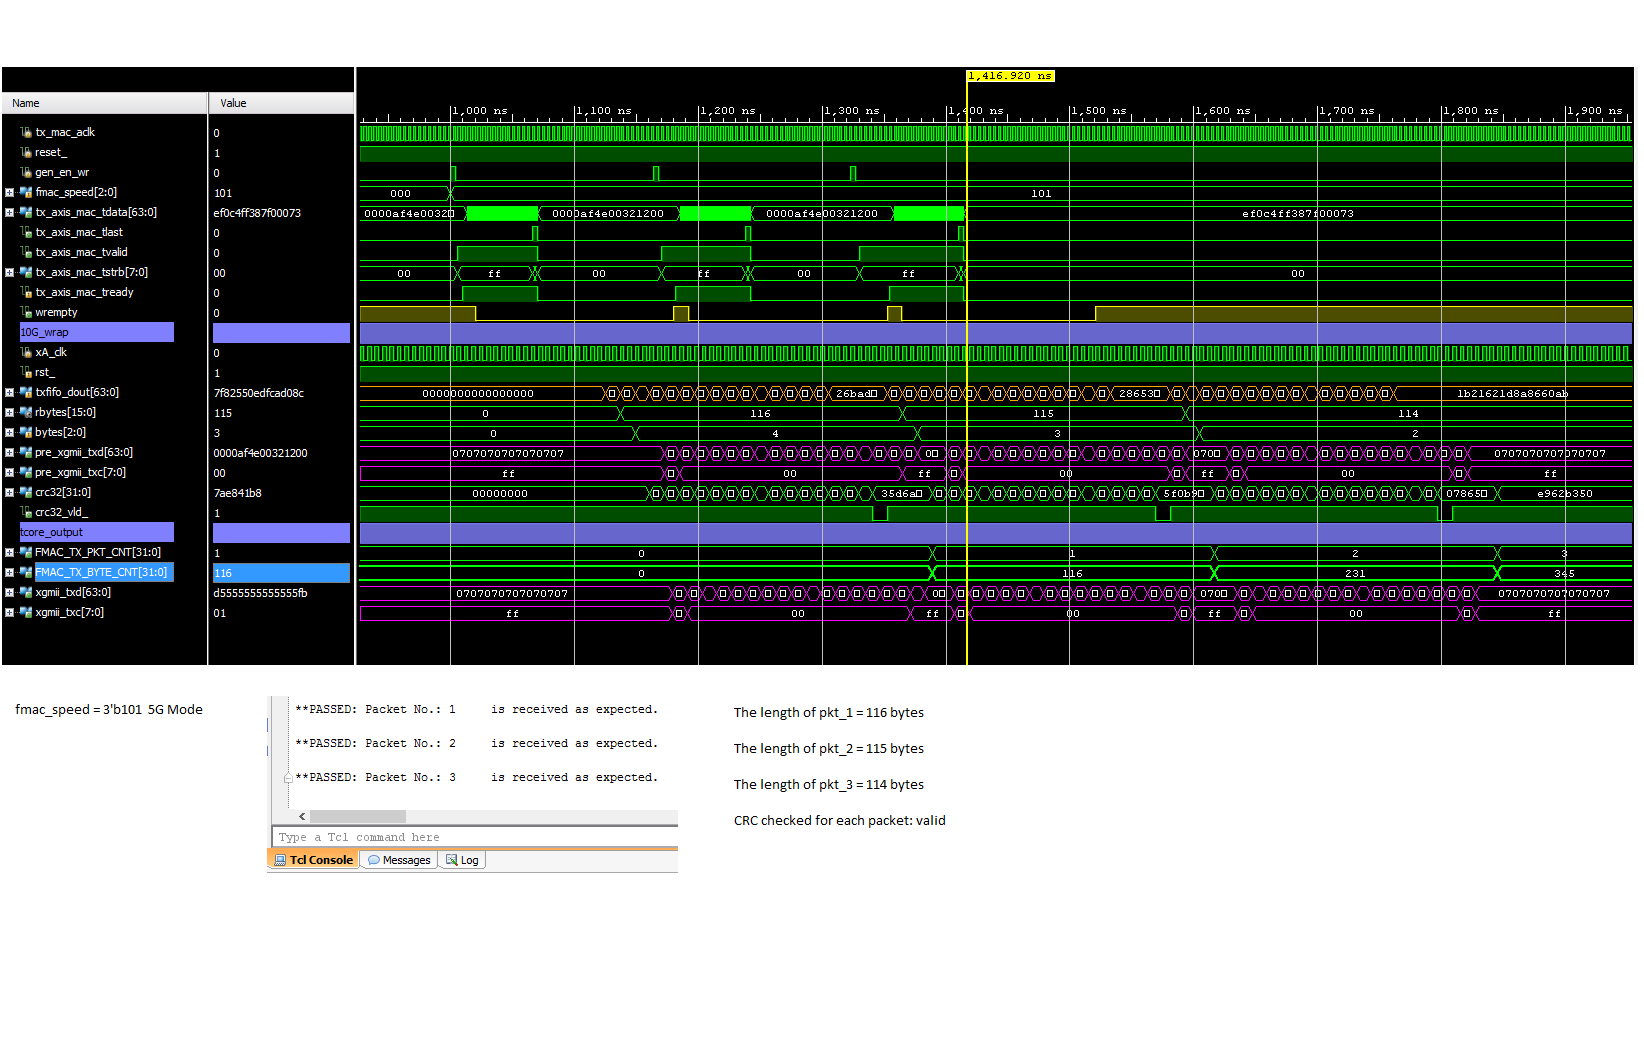 1,416.920 ns
Name Value
1,000 ns 1,100 ns 1,200 ns 1,300 ns 1,400 ns 1,500 ns 1,600 ns 1,700 ns 1,800 ns 1,900 ns
tx_mac_aclk 0
reset_ 1
gen_en_wr 0
fmac_speed[2:0] 101 000 101
tx_axis_mac_tdata[63:0] ef0c4ff387f00073 0000af4e0032 0000af4e00321200 0000af4e00321200 ef0c4ff387f00073
tx_axis_mac_tlast 0
tx_axis_mac_tvalid 0
tx_axis_mac_tstrb[7:0] 00 00 ff 00 ff 00 ff 00
tx_axis_mac_tready 0
wrempty 0
10G_wrap
xA_clk 0
rst_ 1
txfifo_dout[63:0] 7f82550edfcad08c 0000000000000000 26bad 28653 1b21621d8a8660ab
rbytes[15:0] 115 0 116 115 114
bytes[2:0] 3 0 4 3 2
pre_xgmii_txd[63:0] 0000af4e00321200 0707070707070707 00 070 0707070707070707
pre_xgmii_txc[7:0] 00 ff 00 ff 00 ff 00 ff
crc32[31:0] 7ae841b8 00000000 35d6a 5f0b9 07865 e962b350
crc32_vld_ 1
tcore_output
FMAC_TX_PKT_CNT[31:0] 1 0 1 2 3
FMAC_TX_BYTE_CNT[31:0] 116 0 116 231 345
xgmii_txd[63:0] d5555555555555fb 0707070707070707 00 070 0707070707070707
xgmii_txc[7:0] 01 ff 00 ff 00 ff 00 ff
fmac_speed = 3'b101 5G Mode
**PASSED: Packet No.: 1 is received as expected.
**PASSED: Packet No.: 2 is received as expected.
**PASSED: Packet No.: 3 is received as expected.
Type a Tcl command here
Tcl Console Messages Log
The length of pkt_1 = 116 bytes
The length of pkt_2 = 115 bytes
The length of pkt_3 = 114 bytes
CRC checked for each packet: valid